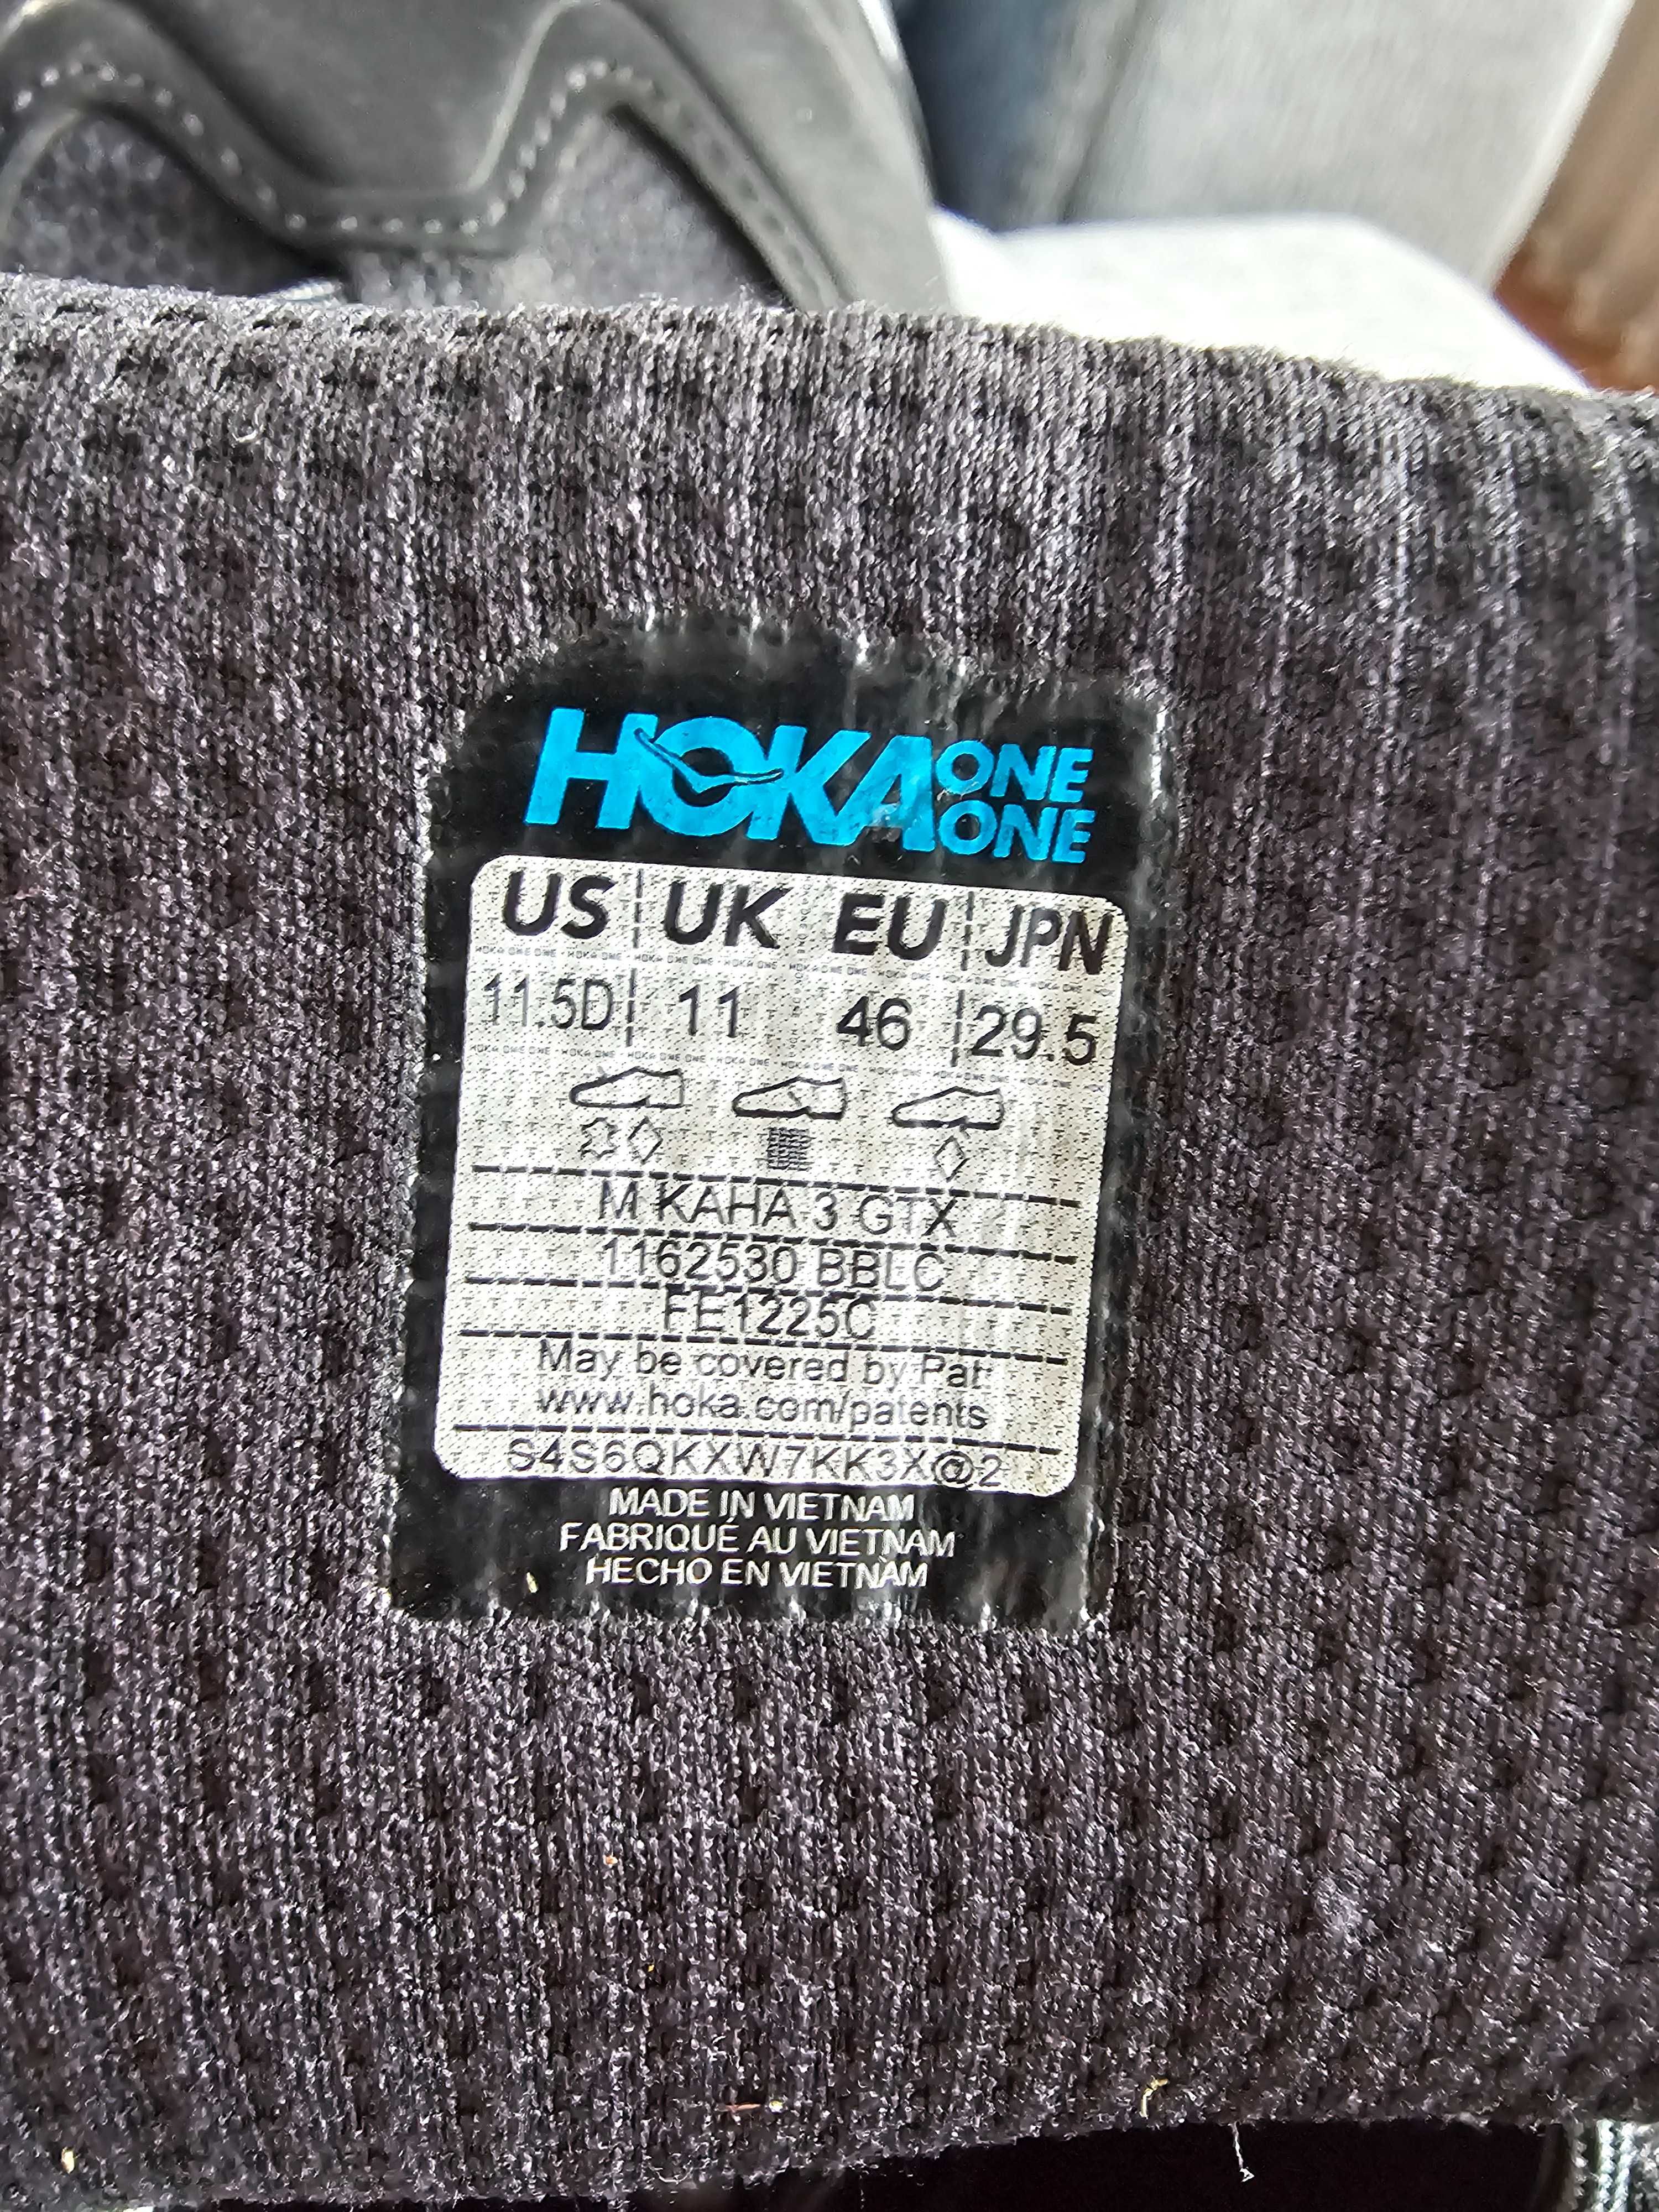 HOKA ONE ONE
US UK EU JPN
11.5D 11 46 29.5
M KAHA 3 GTX
1162530 BBLC
FE1225C
May be covered by Pat:
www.hoka.com/patents
S4S6QKXW7KK3X@2
MADE IN VIETNAM
FABRIQUÉ AU VIETNAM
HECHO EN VIETNAM